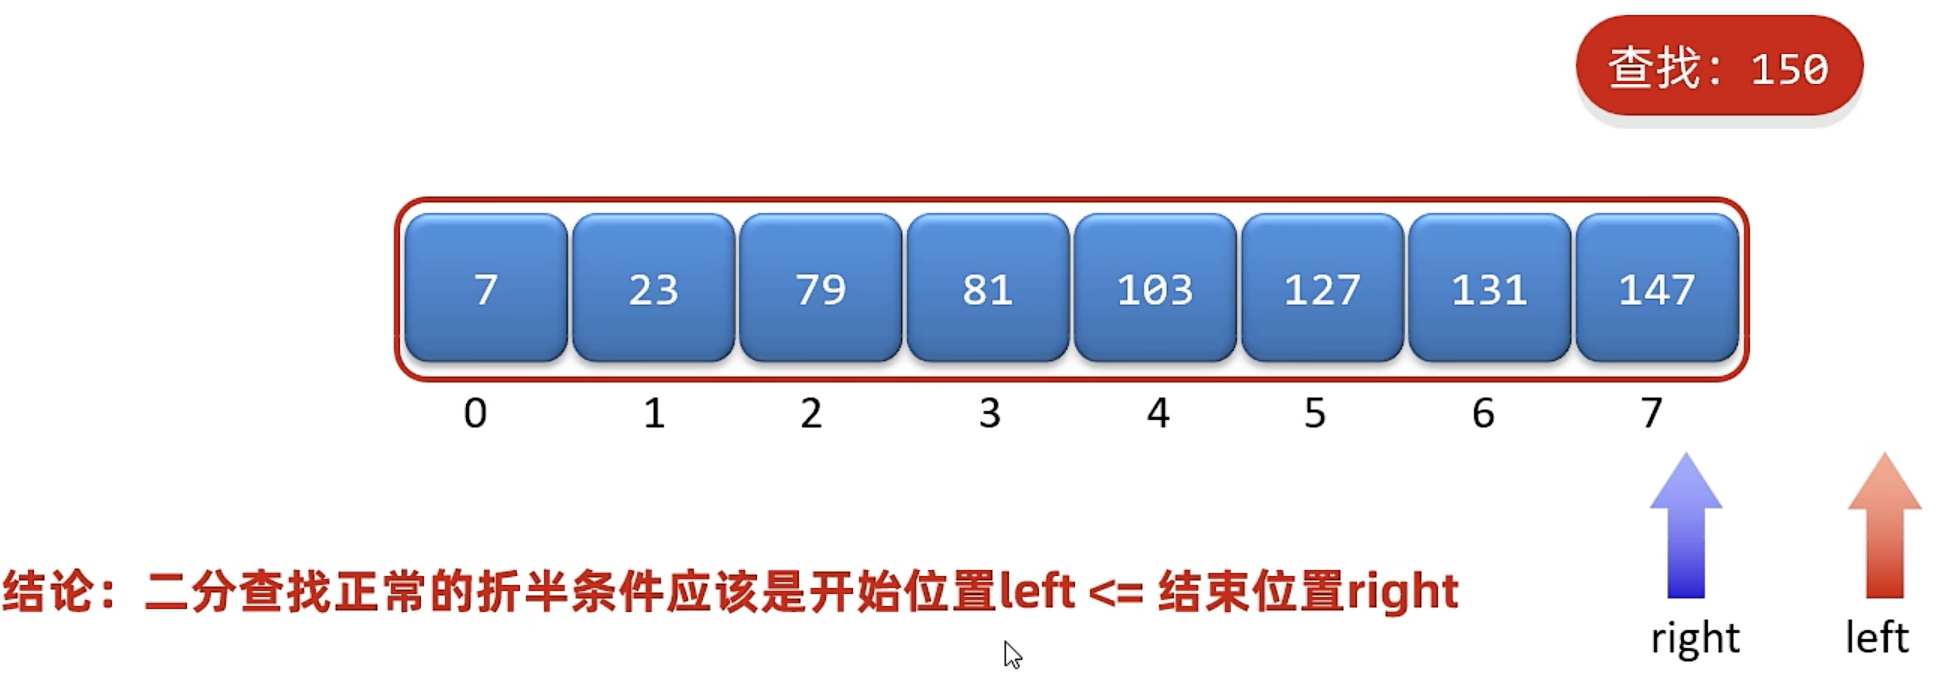 查找：150
7 23 79 81 103 127 131 147
0 1 2 3 4 5 6 7
结论：二分查找正常的折半条件应该是开始位置left <= 结束位置right
right left